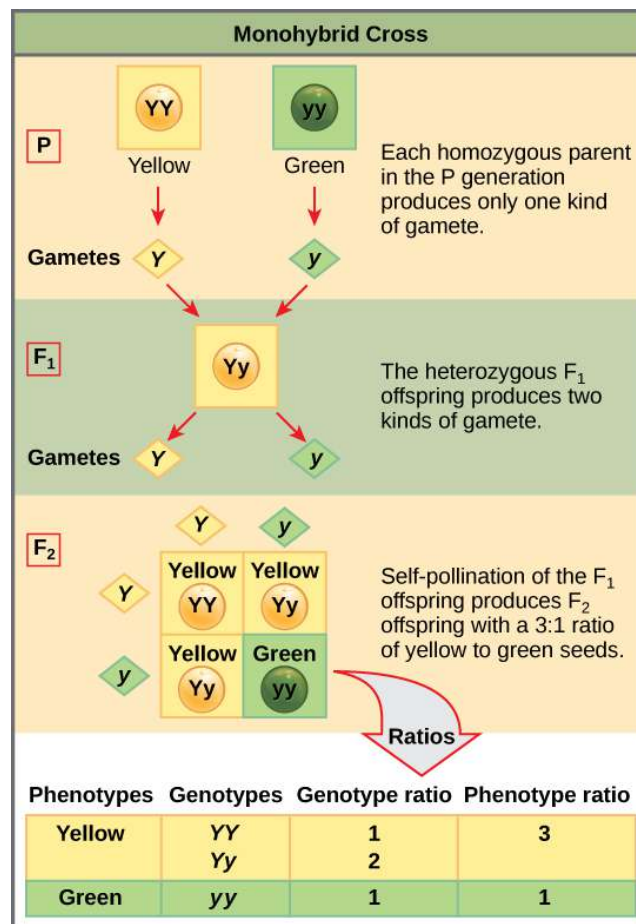 Monohybrid Cross
P
YY
yy
Yellow
Green
Each homozygous parent
in the P generation
produces only one kind
of gamete.
Gametes
Y
y
F1
Yy
The heterozygous F1
offspring produces two
kinds of gamete.
Gametes
Y
y
F2
Y
y
Y
Yellow
YY
Yellow
Yy
y
Yellow
Yy
Green
yy
Self-pollination of the F1
offspring produces F2
offspring with a 3:1 ratio
of yellow to green seeds.
Ratios
Phenotypes Genotypes Genotype ratio Phenotype ratio
Yellow YY 1 3
Yy 2
Green yy 1 1